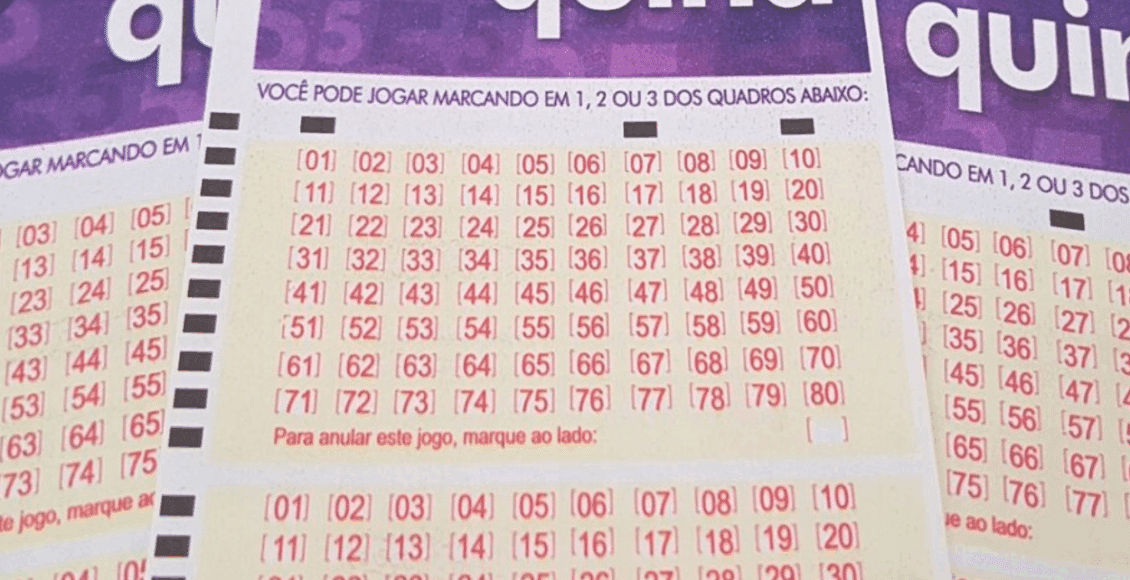 quina
VOCÊ PODE JOGAR MARCANDO EM 1, 2 OU 3 DOS QUADROS ABAIXO:
[01] [02] [03] [04] [05] [06] [07] [08] [09] [10]
[11] [12] [13] [14] [15] [16] [17] [18] [19] [20]
[21] [22] [23] [24] [25] [26] [27] [28] [29] [30]
[31] [32] [33] [34] [35] [36] [37] [38] [39] [40]
[41] [42] [43] [44] [45] [46] [47] [48] [49] [50]
[51] [52] [53] [54] [55] [56] [57] [58] [59] [60]
[61] [62] [63] [64] [65] [66] [67] [68] [69] [70]
[71] [72] [73] [74] [75] [76] [77] [78] [79] [80]
Para anular este jogo, marque ao lado: [ ]
[01] [02] [03] [04] [05] [06] [07] [08] [09] [10]
[11] [12] [13] [14] [15] [16] [17] [18] [19] [20]
MARCANDO EM 1
[03] [04] [05]
[13] [14] [15]
[23] [24] [25]
[33] [34] [35]
[43] [44] [45]
[53] [54] [55]
[63] [64] [65]
[73] [74] [75
jogo, marque
EM 1, 2 OU 3 DOS
[05] [06] [07]
[15] [16] [17]
[25] [26] [27]
[35] [36] [37]
[45] [46] [47]
[55] [56] [57]
[65] [66] [67]
[75] [76] [77]
ao lado: